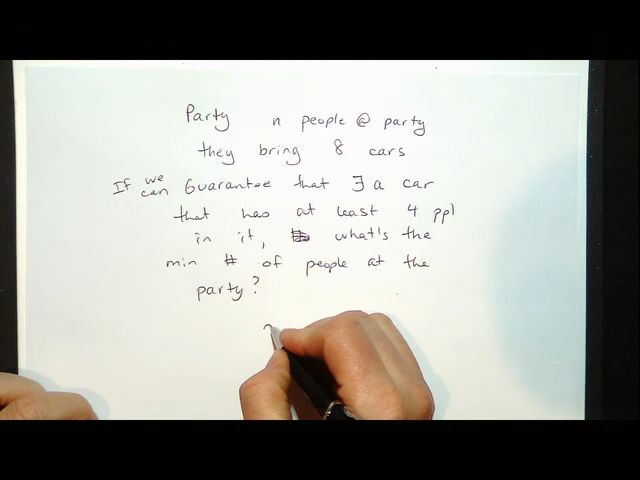 Party n people @ party
they bring 8 cars
If we can Guarantee that ∃ a car
that has at least 4 ppl
in it, what's the
min # of people at the
party?